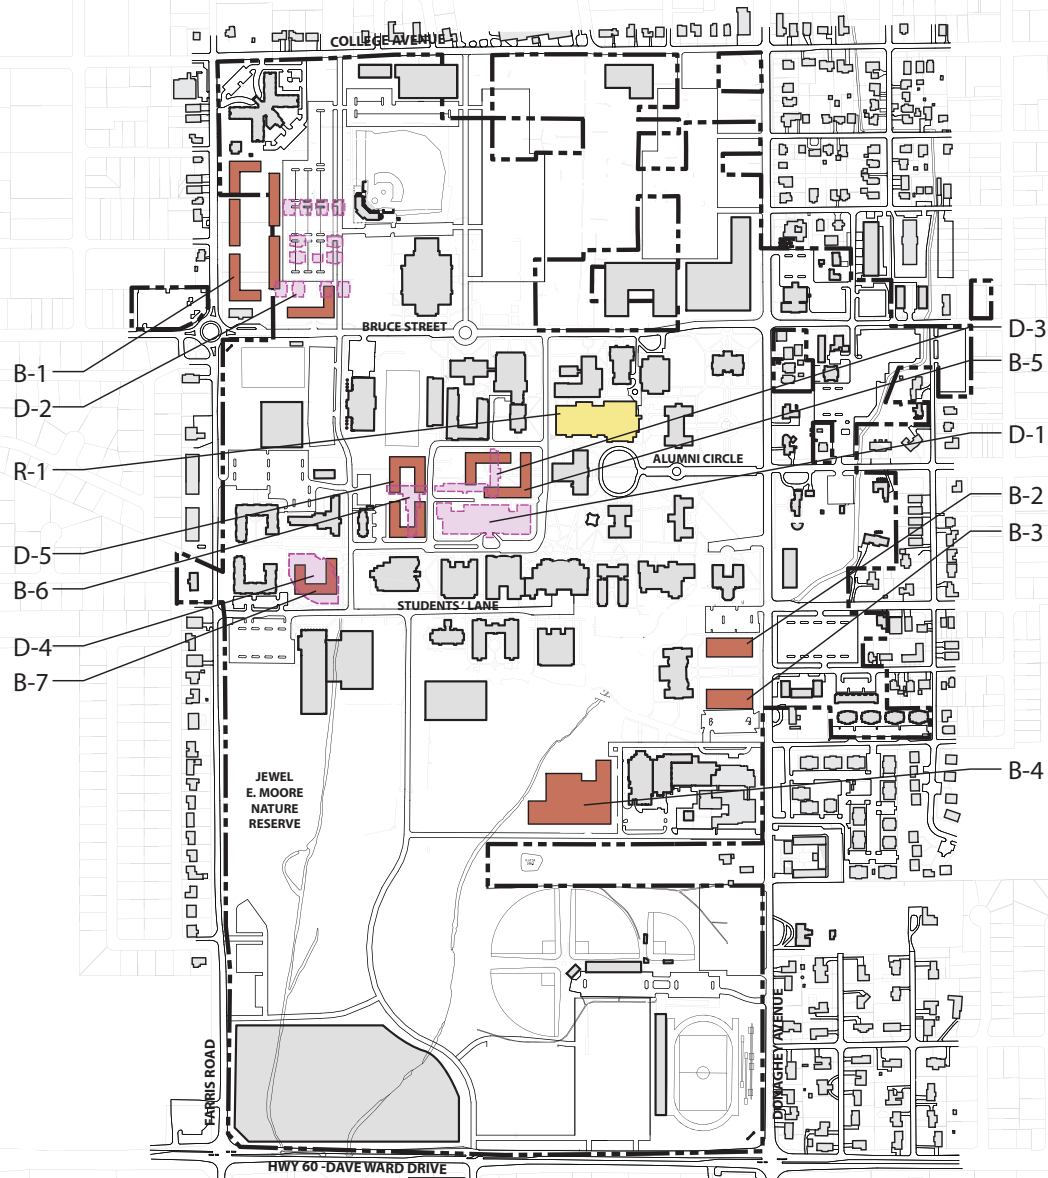 COLLEGE AVENUE
BRUCE STREET
D-3
B-5
B-1
D-2
D-1
ALUMNI CIRCLE
R-1
B-2
B-3
D-5
B-6
STUDENTS' LANE
D-4
B-7
B-4
JEWEL
E. MOORE
NATURE
RESERVE
FARRIS ROAD
DONAGHEY AVENUE
HWY 60 -DAVE WARD DRIVE